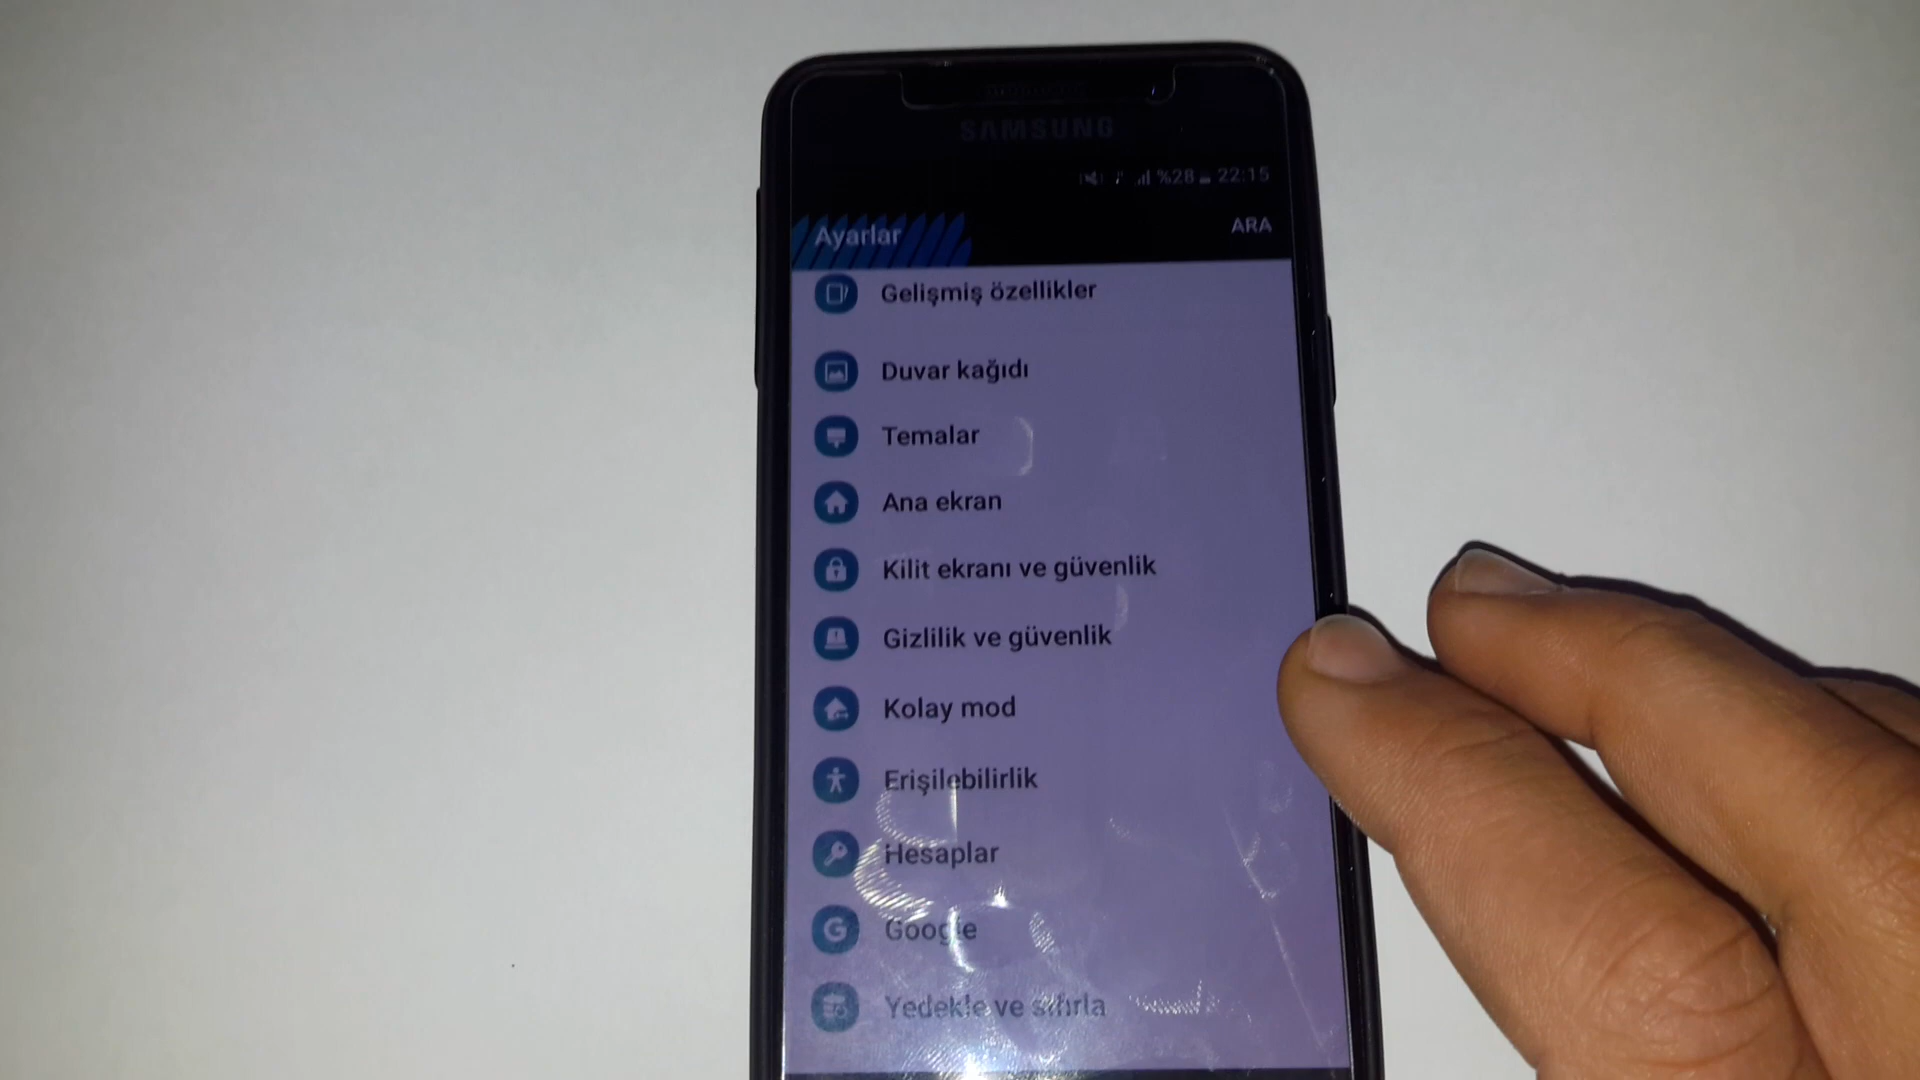 SAMSUNG
%28 22:15
Ayarlar
ARA
Gelişmiş özellikler
Duvar kağıdı
Temalar
Ana ekran
Kilit ekranı ve güvenlik
Gizlilik ve güvenlik
Kolay mod
Erişilebilirlik
Hesaplar
Google
Yedekle ve sıfırla